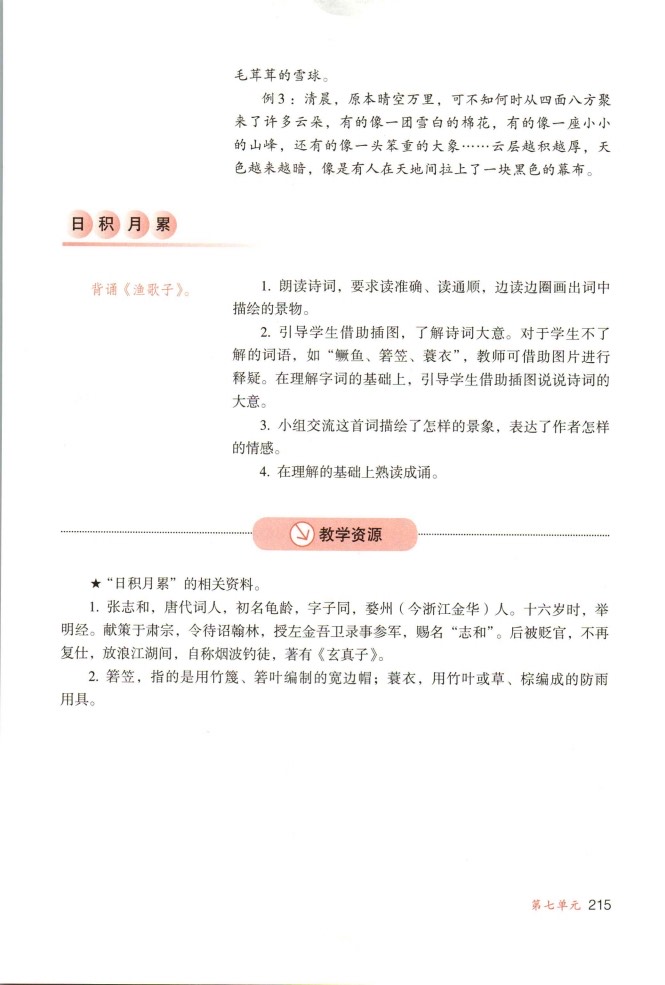 毛茸茸的雪球。
例3：清晨，原本晴空万里，可不知何时从四面八方聚
来了许多云朵，有的像一团雪白的棉花，有的像一座小小
的山峰，还有的像一头笨重的大象……云层越积越厚，天
色越来越暗，像是有人在天地间拉上了一块黑色的幕布。
日积月累
背诵《渔歌子》。
1. 朗读诗词，要求读准确、读通顺，边读边圈画出词中
描绘的景物。
2. 引导学生借助插图，了解诗词大意。对于学生不了
解的词语，如“鳜鱼、箬笠、蓑衣”，教师可借助图片进行
释疑。在理解字词的基础上，引导学生借助插图说说诗词的
大意。
3. 小组交流这首词描绘了怎样的景象，表达了作者怎样
的情感。
4. 在理解的基础上熟读成诵。
教学资源
★“日积月累”的相关资料。
1. 张志和，唐代词人，初名龟龄，字子同，婺州（今浙江金华）人。十六岁时，举
明经。献策于肃宗，令待诏翰林，授左金吾卫录事参军，赐名“志和”。后被贬官，不再
复仕，放浪江湖间，自称烟波钓徒，著有《玄真子》。
2. 箬笠，指的是用竹篾、箬叶编制的宽边帽；蓑衣，用竹叶或草、棕编成的防雨
用具。
第七单元 215